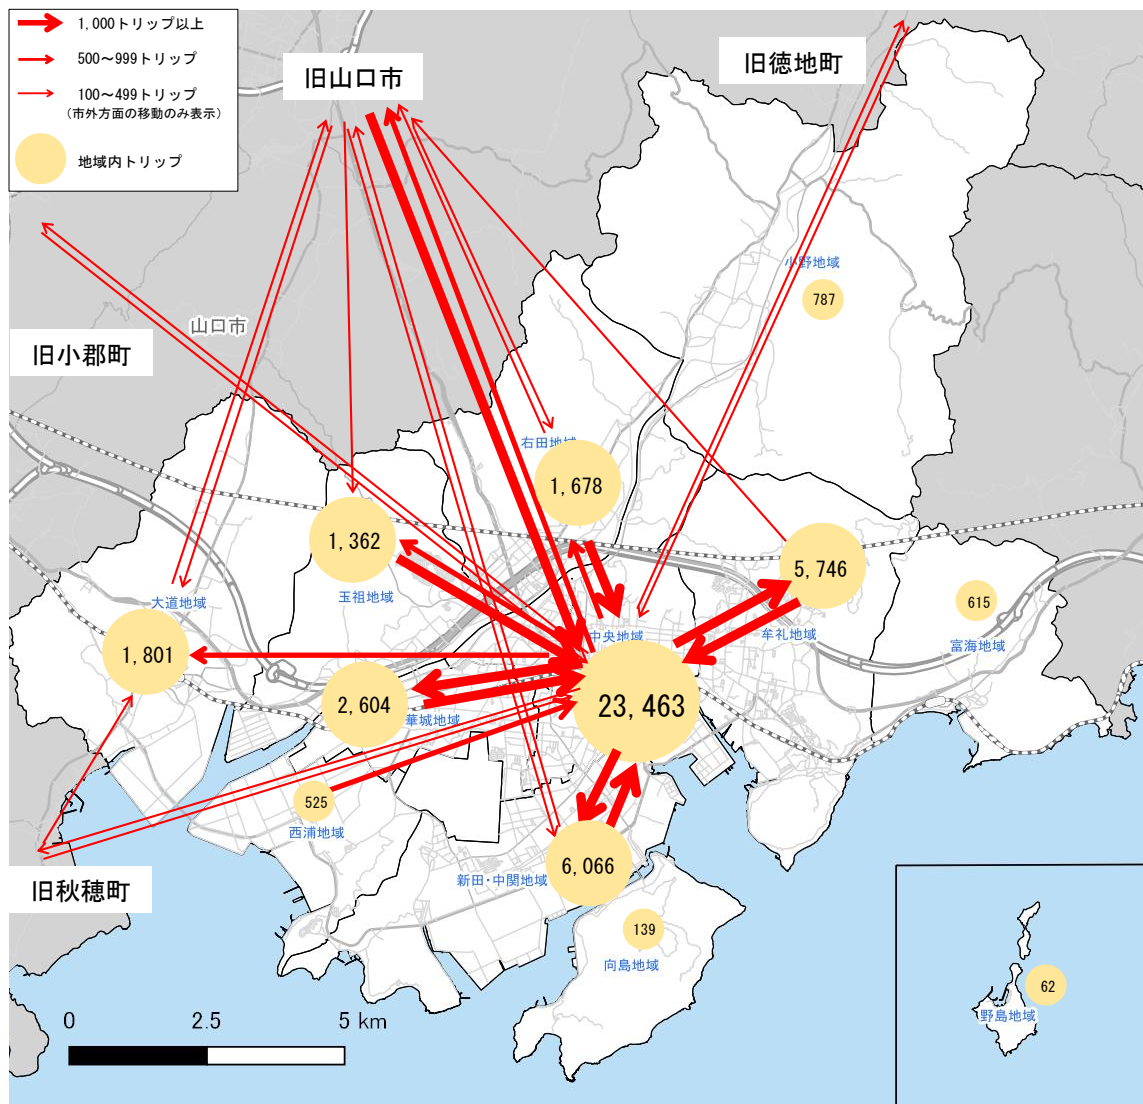 1,000トリップ以上
500～999トリップ
100～499トリップ
(市外方面の移動のみ表示)
地域内トリップ
旧山口市
旧徳地町
小野地域
787
山口市
旧小郡町
右田地域
1,678
1,362
玉祖地域
5,746
牟礼地域
615
富海地域
大道地域
1,801
中央地域
23,463
2,604
華城地域
525
西浦地域
6,066
新田・中関地域
旧秋穂町
139
向島地域
62
野島地域
0 2.5 5 km